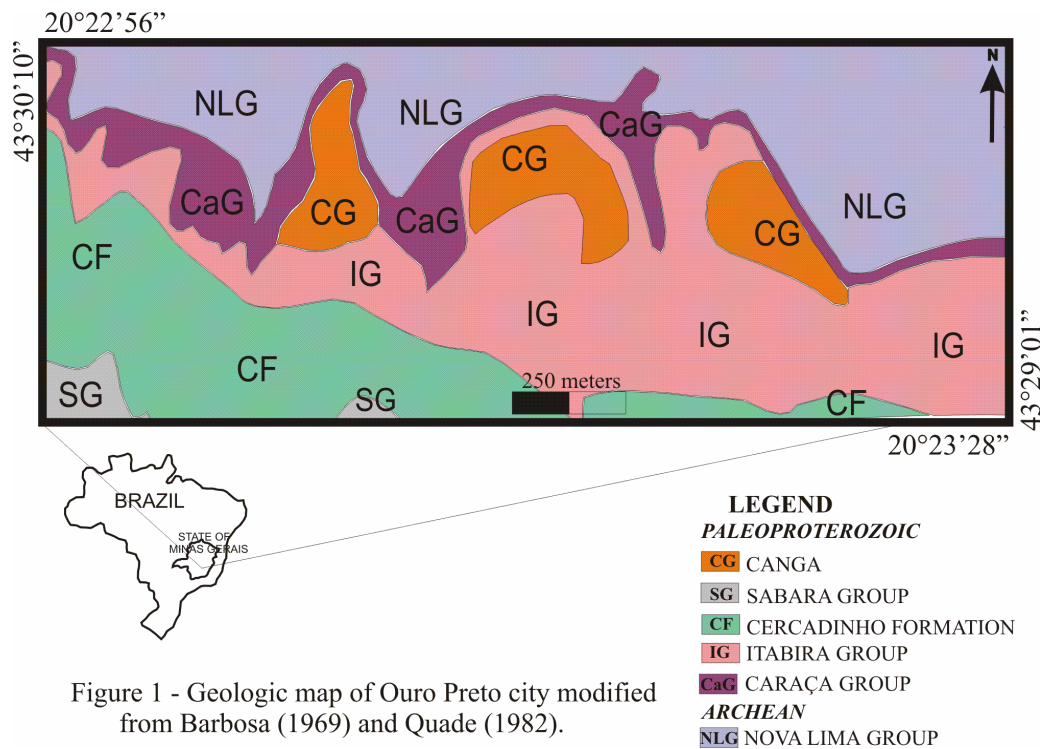 20°22’56”
43°30’10”
N
NLG
NLG
CaG
CG
CG
CaG
CaG
CG
NLG
CF
IG
IG
IG
IG
CF
SG
SG
250 meters
CF
43°29’01”
20°23’28”
BRAZIL
STATE OF
MINAS GERAIS
LEGEND
PALEOPROTEROZOIC
CG CANGA
SG SABARA GROUP
CF CERCADINHO FORMATION
IG ITABIRA GROUP
CaG CARAÇA GROUP
ARCHEAN
NLG NOVA LIMA GROUP
Figure 1 - Geologic map of Ouro Preto city modified
from Barbosa (1969) and Quade (1982).